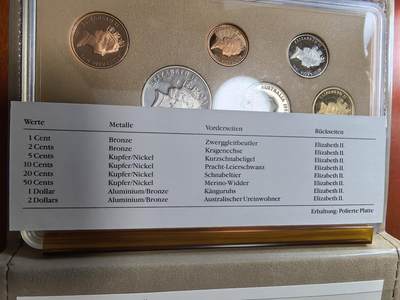 ELIZABETH II
AUSTRALIA
Werte Metalle Vorderseiten Rückseiten
1 Cent Bronze Zwerggleitbeutler Elizabeth II.
2 Cents Bronze Kragenechse Elizabeth II.
5 Cents Kupfer/Nickel Kurzschnabeligel Elizabeth II.
10 Cents Kupfer/Nickel Pracht-Leierschwanz Elizabeth II.
20 Cents Kupfer/Nickel Schnabeltier Elizabeth II.
50 Cents Kupfer/Nickel Merino-Widder Elizabeth II.
1 Dollar Aluminium/Bronze Känguruhs Elizabeth II.
2 Dollars Aluminium/Bronze Australischer Ureinwohner Elizabeth II.
Erhaltung: Polierte Platte